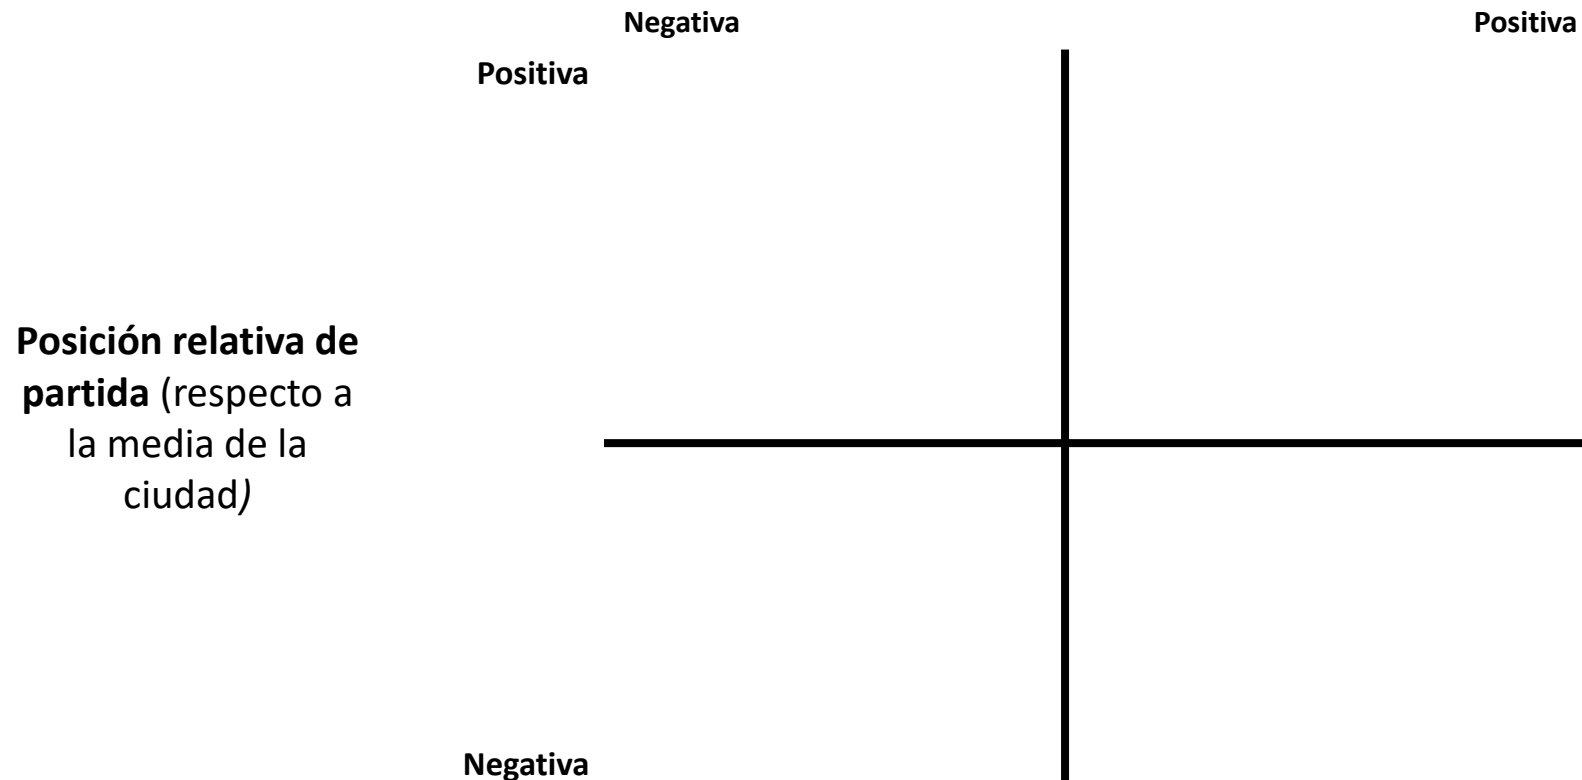 Negativa Positiva
Positiva
Posición relativa de
partida (respecto a
la media de la
ciudad)
Negativa